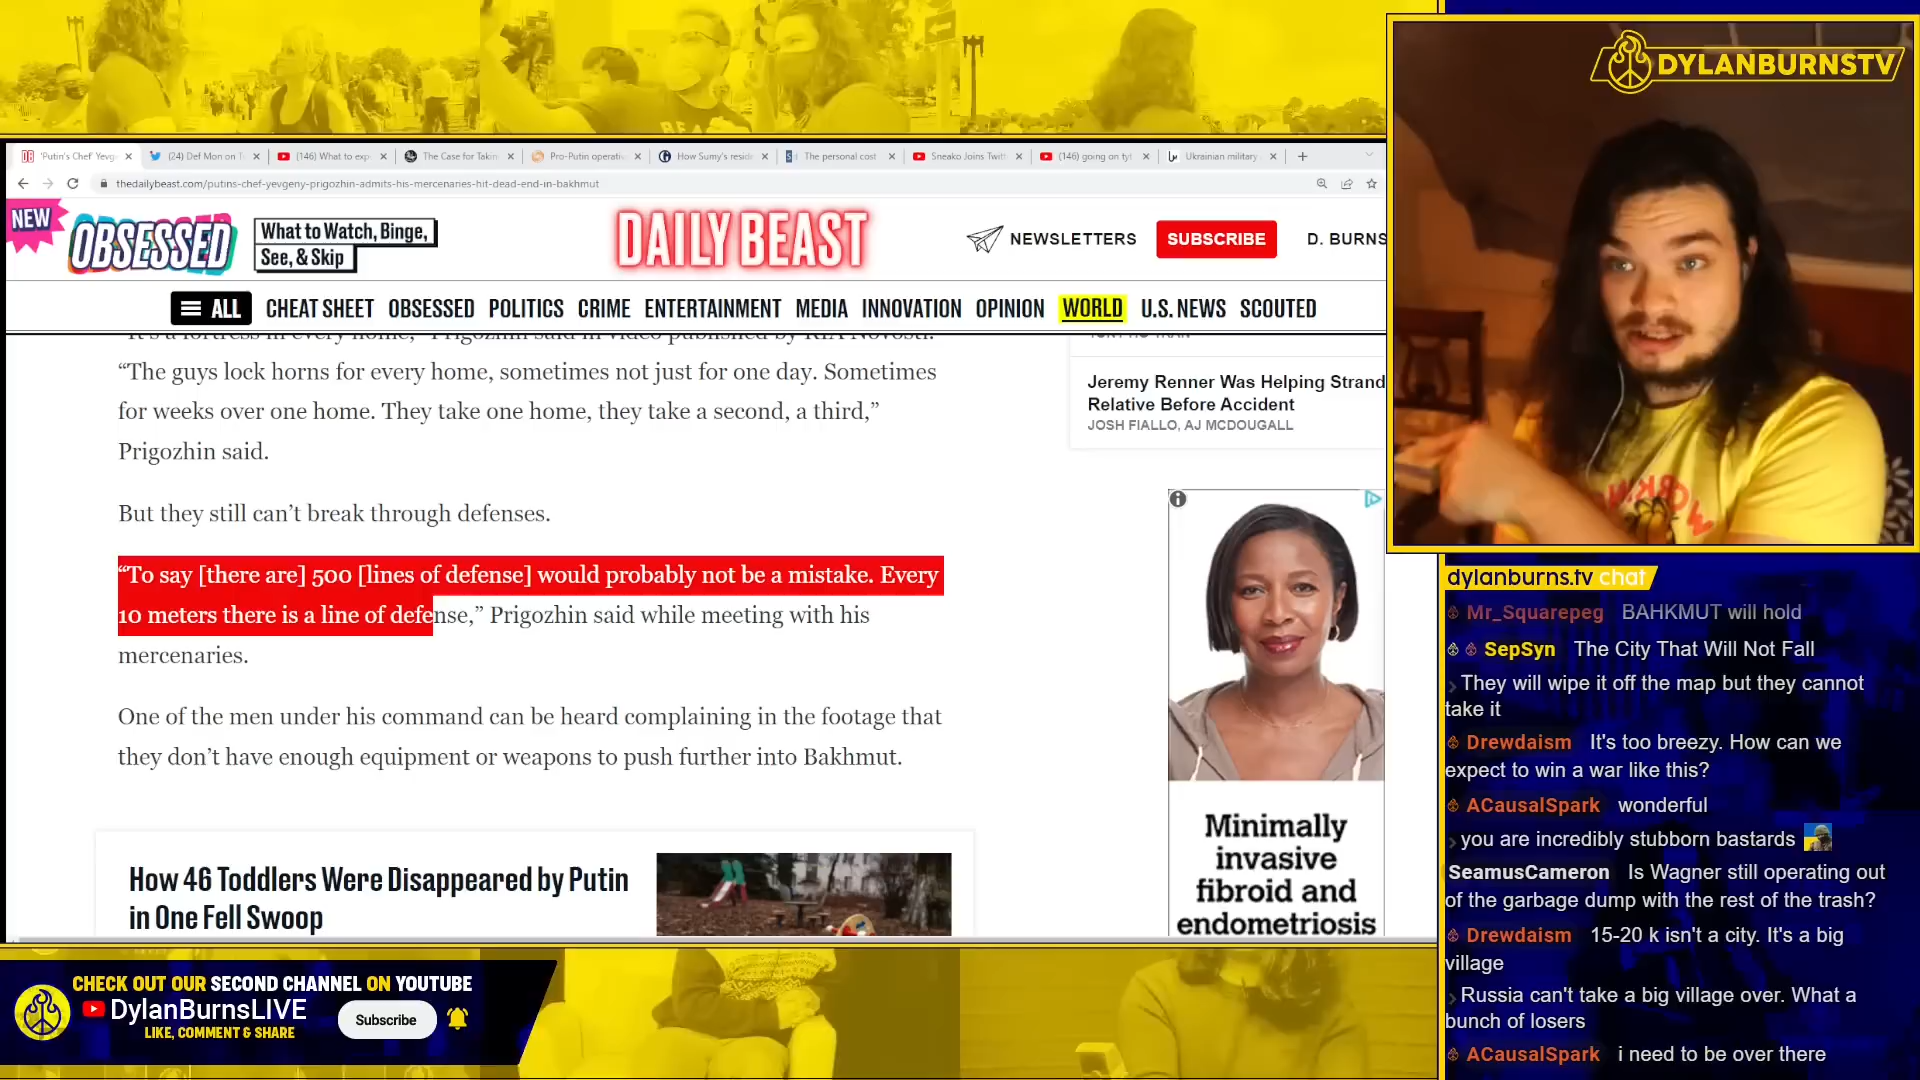 DYLANBURNSTV
'Putin's Chef' Yevg
(24) Def Mon on T
(146) What to exp
The Case for Takin
Pro-Putin operati
How Sumy's resid
The personal cost
Sneako Joins Twit
(146) going on ty
Ukrainian military
thedailybeast.com/putins-chef-yevgeny-prigozhin-admits-his-mercenaries-hit-dead-end-in-bakhmut
NEW
OBSESSED
What to Watch, Binge,
See, & Skip
DAILY BEAST
NEWSLETTERS
SUBSCRIBE
D. BURNS
ALL CHEAT SHEET OBSESSED POLITICS CRIME ENTERTAINMENT MEDIA INNOVATION OPINION WORLD U.S. NEWS SCOUTED
“It’s a fortress in every home,” Prigozhin said in video published by RIA Novosti.
“The guys lock horns for every home, sometimes not just for one day. Sometimes
for weeks over one home. They take one home, they take a second, a third,”
Prigozhin said.
But they still can’t break through defenses.
“To say [there are] 500 [lines of defense] would probably not be a mistake. Every
10 meters there is a line of defense,” Prigozhin said while meeting with his
mercenaries.
One of the men under his command can be heard complaining in the footage that
they don’t have enough equipment or weapons to push further into Bakhmut.
How 46 Toddlers Were Disappeared by Putin
in One Fell Swoop
Jeremy Renner Was Helping Strand
Relative Before Accident
JOSH FIALLO, AJ MCDOUGALL
Minimally
invasive
fibroid and
endometriosis
dylanburns.tv chat
Mr_Squarepeg BAHKMUT will hold
SepSyn The City That Will Not Fall
They will wipe it off the map but they cannot
take it
Drewdaism It's too breezy. How can we
expect to win a war like this?
ACausalSpark wonderful
you are incredibly stubborn bastards
SeamusCameron Is Wagner still operating out
of the garbage dump with the rest of the trash?
Drewdaism 15-20 k isn't a city. It's a big
village
Russia can't take a big village over. What a
bunch of losers
ACausalSpark i need to be over there
CHECK OUT OUR SECOND CHANNEL ON YOUTUBE
DylanBurnsLIVE
LIKE, COMMENT & SHARE
Subscribe